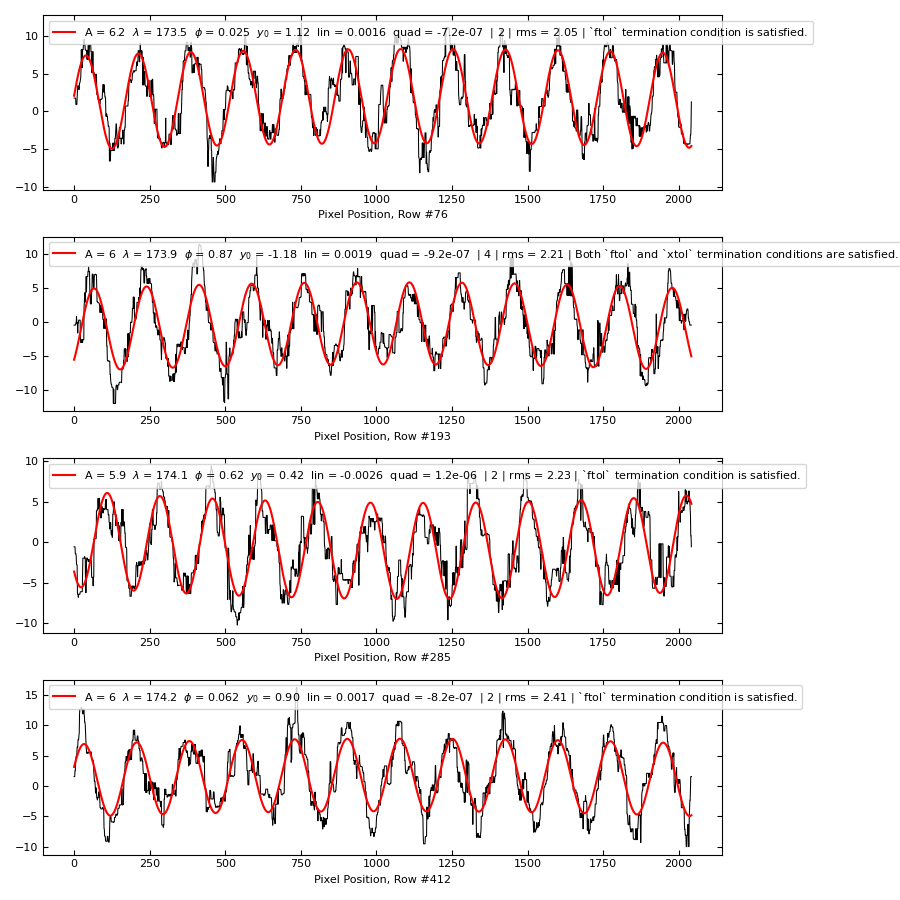 A = 6.2 λ = 173.5 ϕ = 0.025 y₀ = 1.12 lin = 0.0016 quad = -7.2e-07 | 2 | rms = 2.05 | `ftol` termination condition is satisfied.
10
5
0
−5
−10
0 250 500 750 1000 1250 1500 1750 2000
Pixel Position, Row #76
A = 6 λ = 173.9 ϕ = 0.87 y₀ = -1.18 lin = 0.0019 quad = -9.2e-07 | 4 | rms = 2.21 | Both `ftol` and `xtol` termination conditions are satisfied.
10
5
0
−5
−10
0 250 500 750 1000 1250 1500 1750 2000
Pixel Position, Row #193
10
A = 5.9 λ = 174.1 ϕ = 0.62 y₀ = 0.42 lin = -0.0026 quad = 1.2e-06 | 2 | rms = 2.23 | `ftol` termination condition is satisfied.
5
0
−5
−10
0 250 500 750 1000 1250 1500 1750 2000
Pixel Position, Row #285
15
A = 6 λ = 174.2 ϕ = 0.062 y₀ = 0.90 lin = 0.0017 quad = -8.2e-07 | 2 | rms = 2.41 | `ftol` termination condition is satisfied.
10
5
0
−5
−10
0 250 500 750 1000 1250 1500 1750 2000
Pixel Position, Row #412